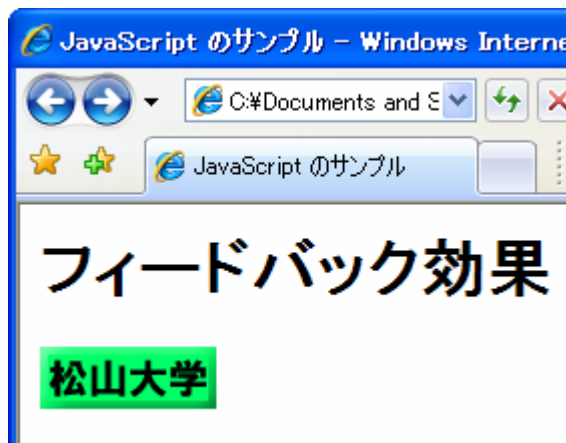 JavaScript のサンプル - Windows Interne
C:¥Documents and S
JavaScript のサンプル
フィードバック効果
松山大学